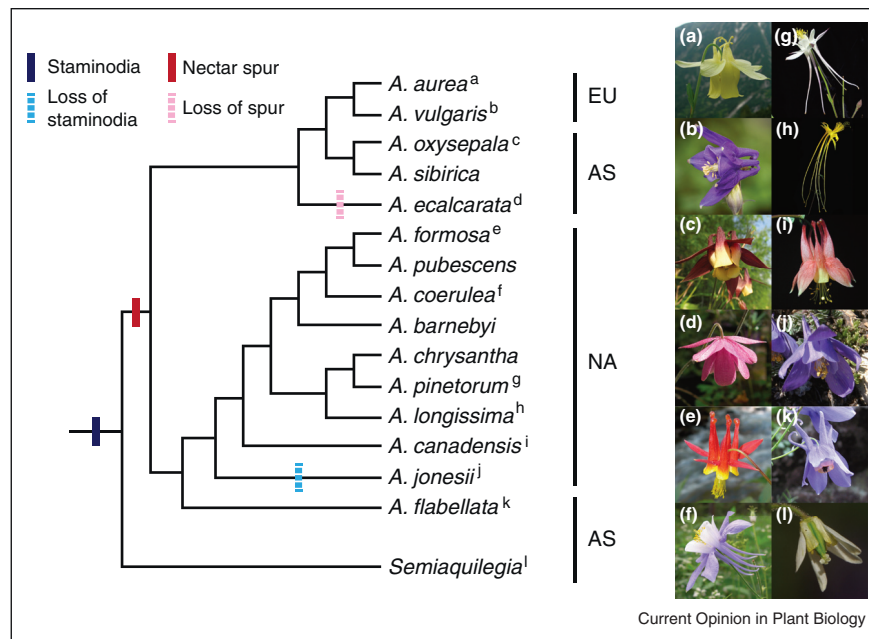 Staminodia
Nectar spur
Loss of
staminodia
Loss of spur
A. aurea a
A. vulgaris b
A. oxysepala c
A. sibirica
A. ecalcarata d
A. formosa e
A. pubescens
A. coerulea f
A. barnebyi
A. chrysantha
A. pinetorum g
A. longissima h
A. canadensis i
A. jonesii j
A. flabellata k
Semiaquilegia l
EU
AS
NA
AS
(a)
(g)
(b)
(h)
(c)
(i)
(d)
(j)
(e)
(k)
(f)
(l)
Current Opinion in Plant Biology